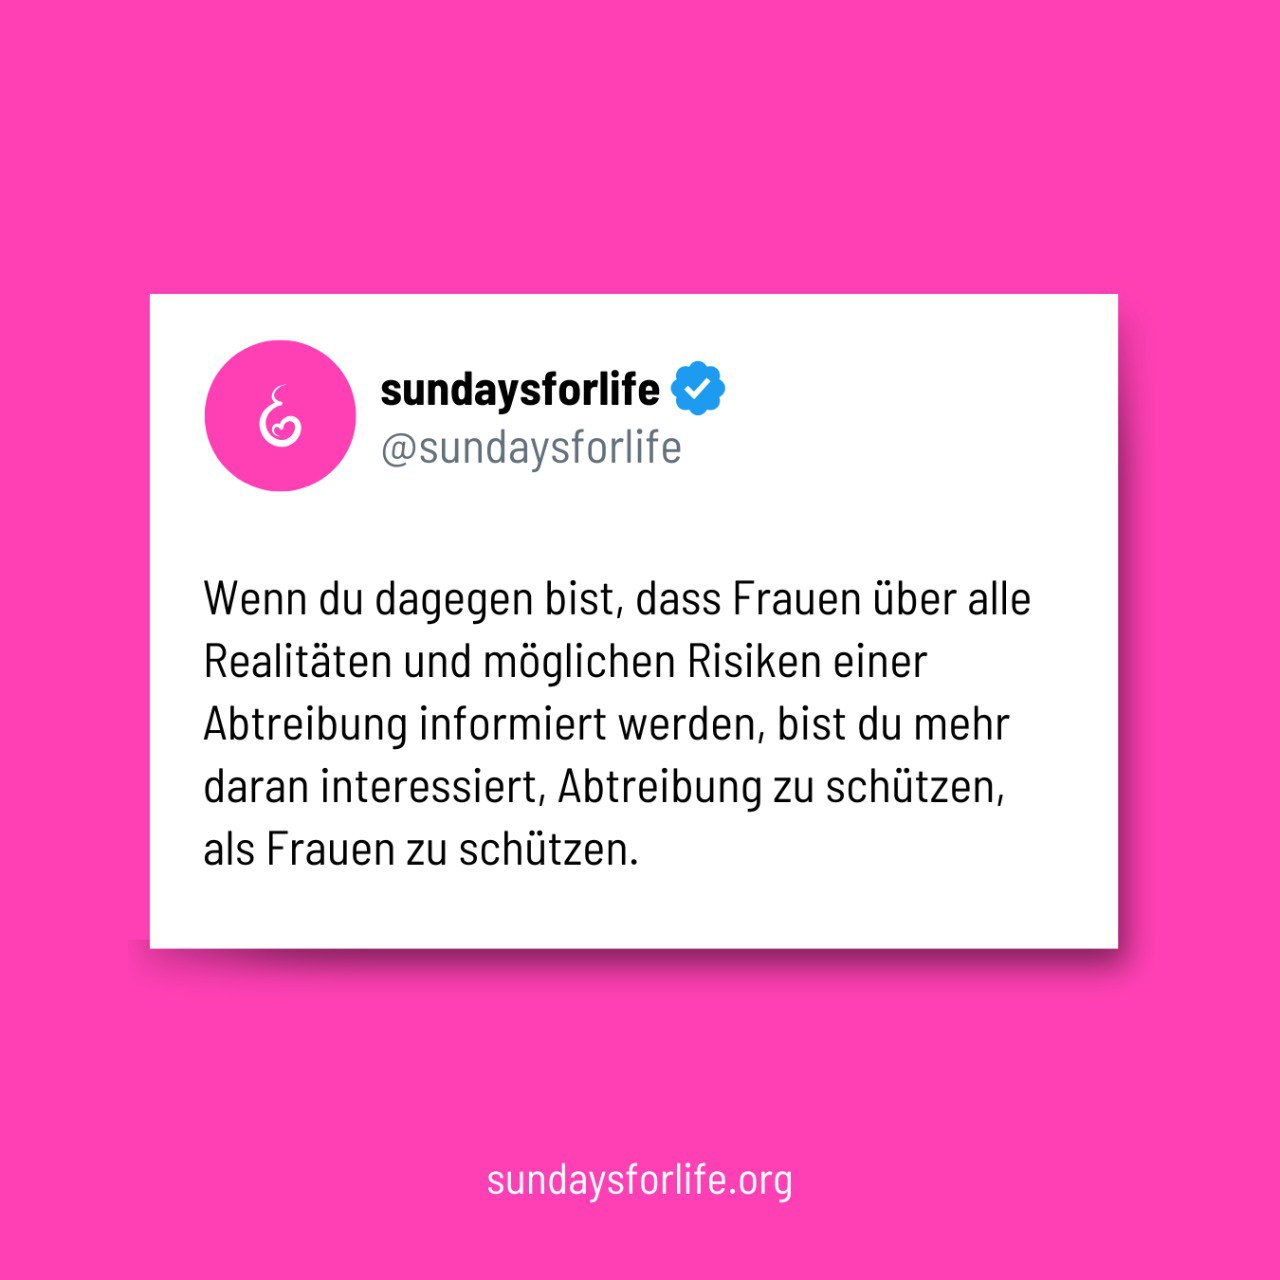 sundaysforlife
@sundaysforlife
Wenn du dagegen bist, dass Frauen über alle
Realitäten und möglichen Risiken einer
Abtreibung informiert werden, bist du mehr
daran interessiert, Abtreibung zu schützen,
als Frauen zu schützen.
sundaysforlife.org